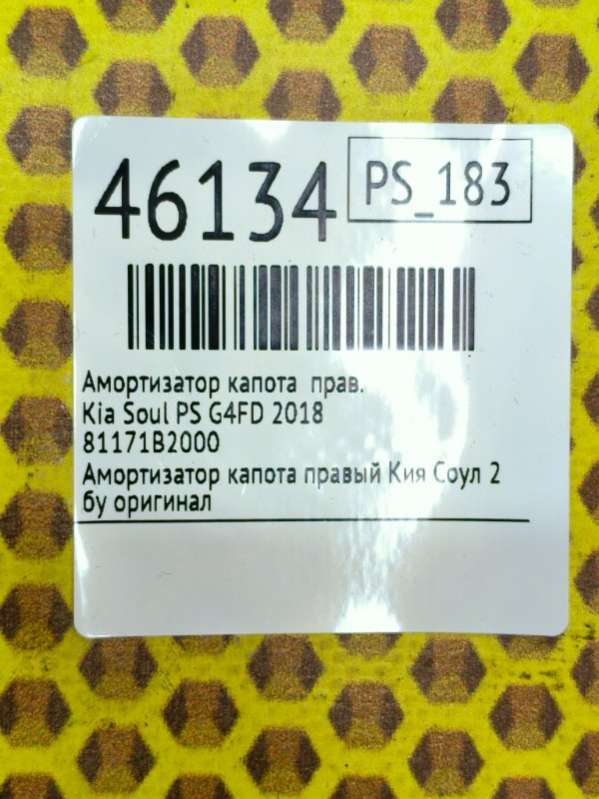 46134
PS_183
Амортизатор капота прав.
Kia Soul PS G4FD 2018
81171B2000
Амортизатор капота правый Кия Соул 2
бу оригинал